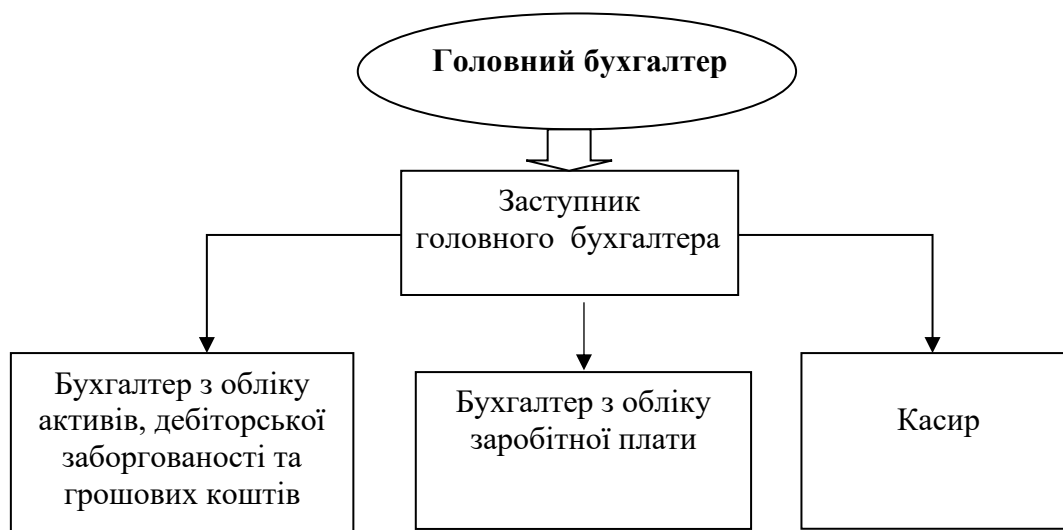 Головний бухгалтер
Заступник
головного бухгалтера
Бухгалтер з обліку
активів, дебіторської
заборгованості та
грошових коштів
Бухгалтер з обліку
заробітної плати
Касир